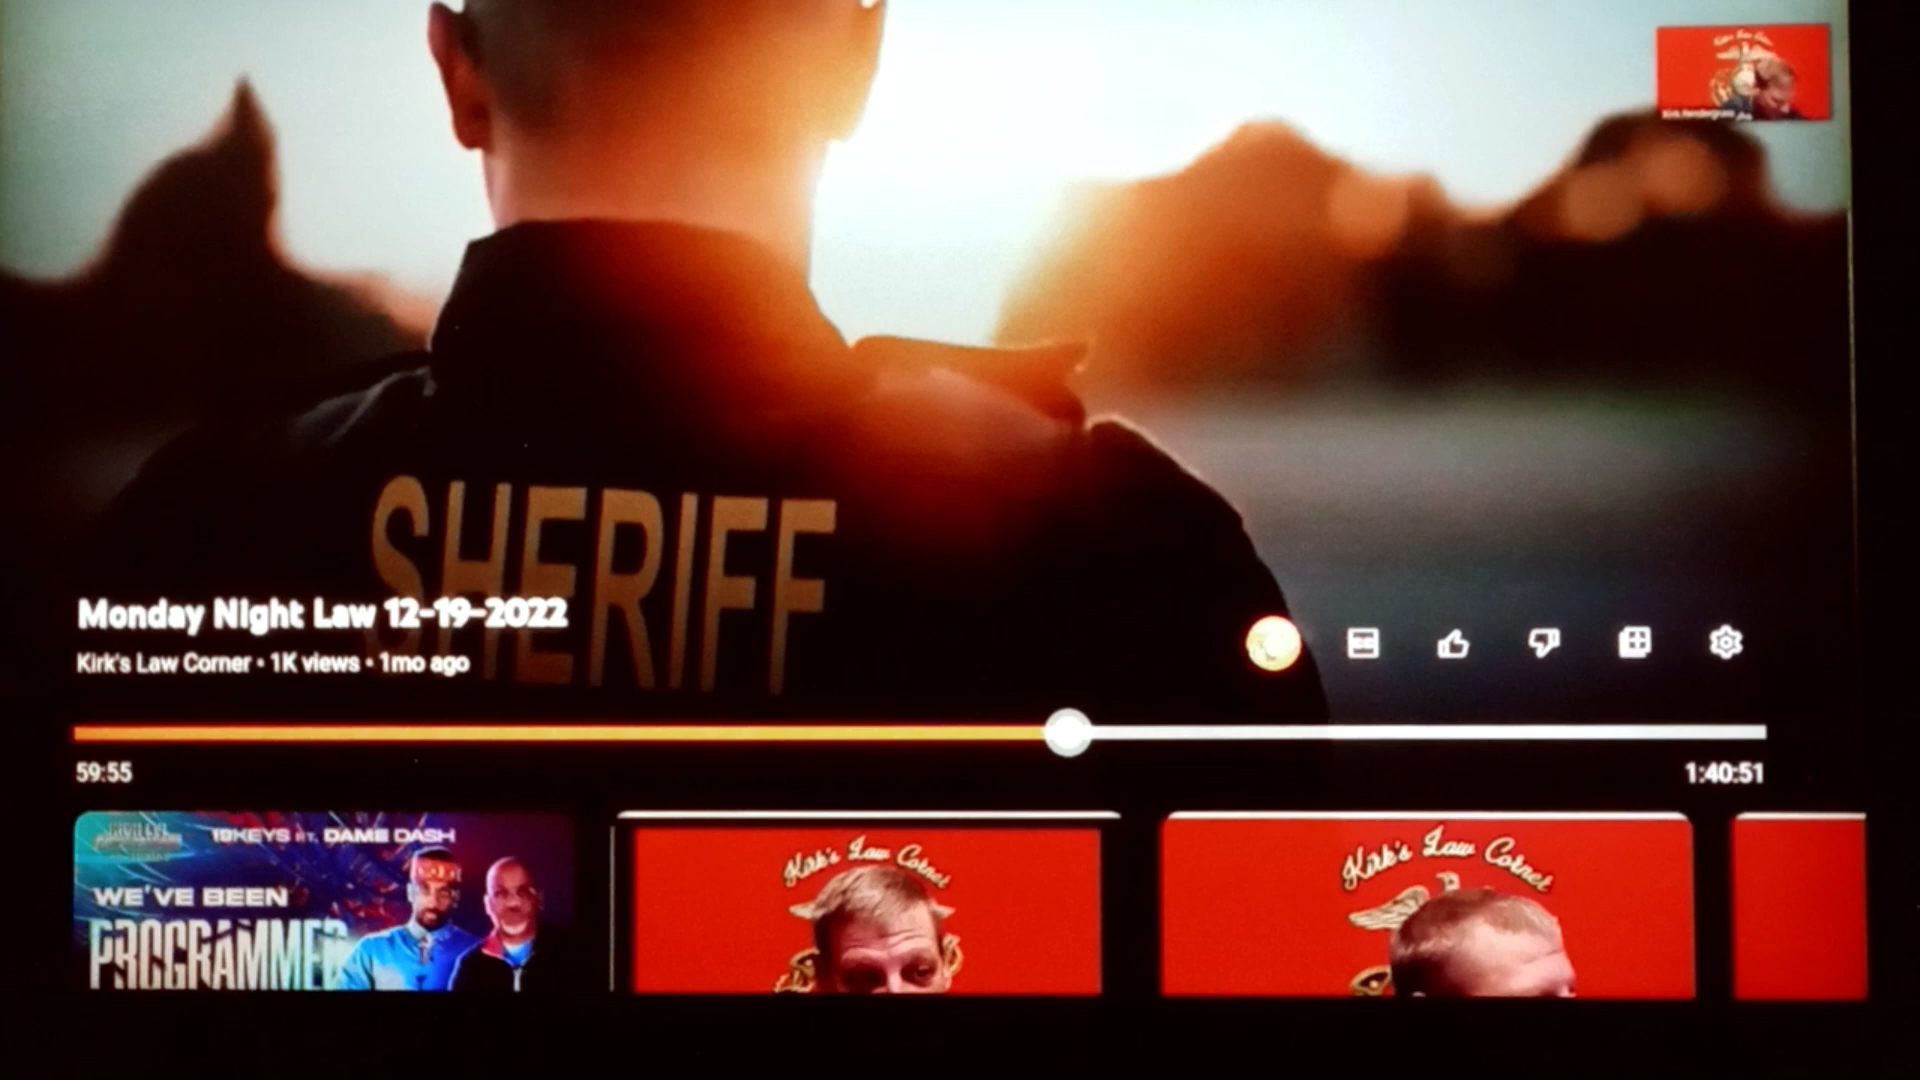 SHERIFF
Monday Night Law 12-19-2022
Kirk's Law Corner • 1K views • 1mo ago
59:55
1:40:51
19KEYS FT. DAME DASH
WE'VE BEEN
PROGRAMMED
Kirk's Law Corner
Kirk's Law Corner